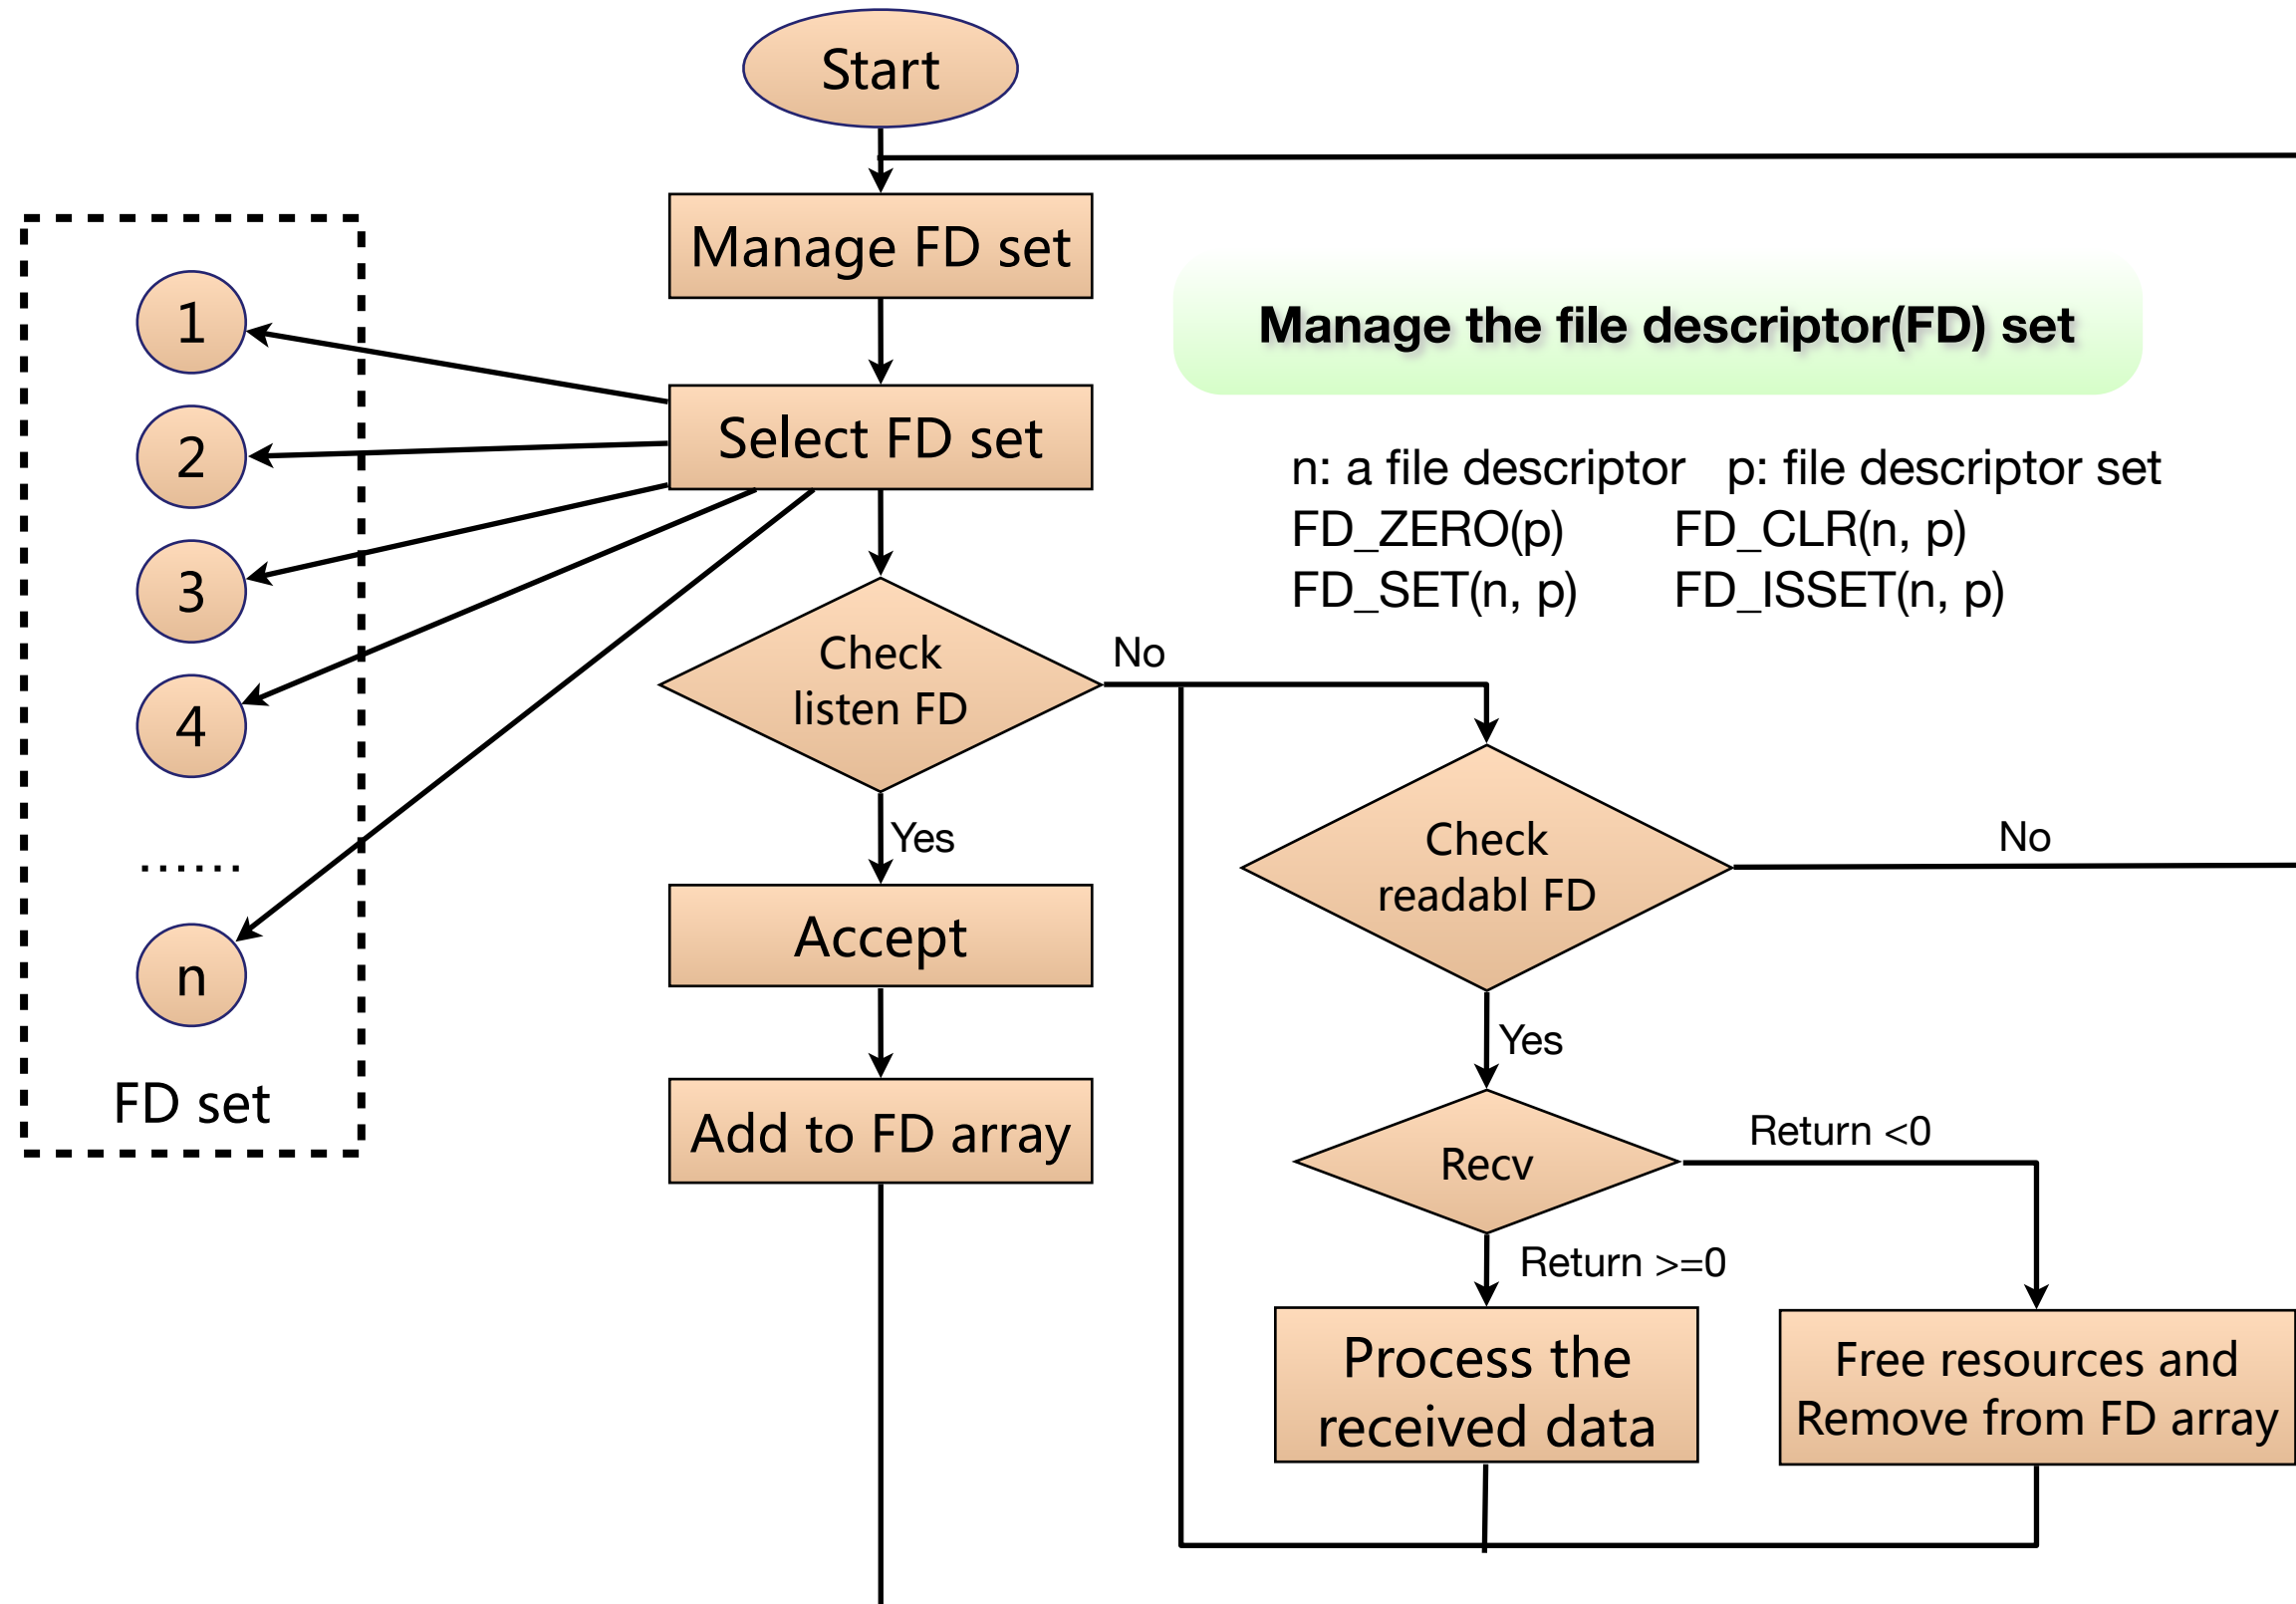 Start
Manage FD set
Manage the file descriptor(FD) set
1
2
3
4
......
n
FD set
Select FD set
n: a file descriptor p: file descriptor set
FD_ZERO(p) FD_CLR(n, p)
FD_SET(n, p) FD_ISSET(n, p)
Check
listen FD
No
Yes
Accept
Add to FD array
Check
readabl FD
No
Yes
Recv
Return <0
Return >=0
Process the
received data
Free resources and
Remove from FD array